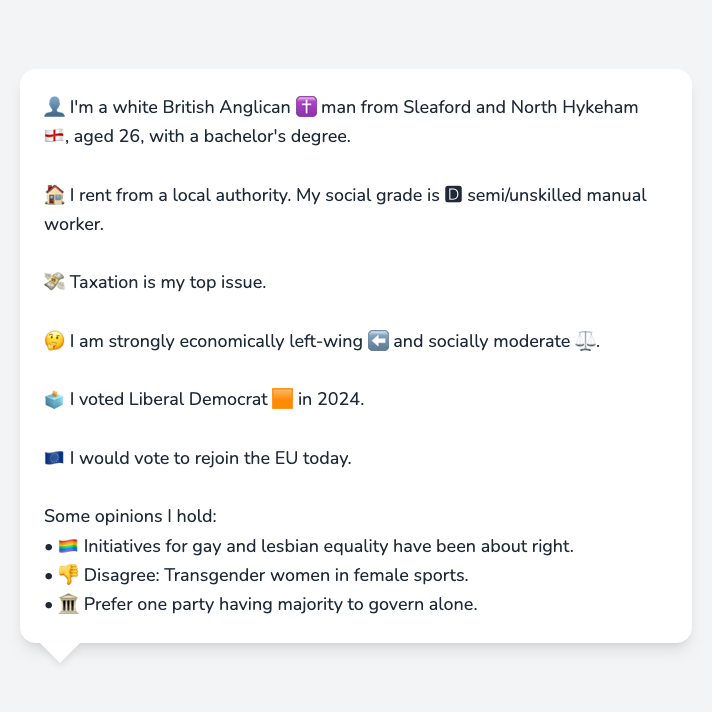 👤 I'm a white British Anglican ✝️ man from Sleaford and North Hykeham
🏴󠁧󠁢󠁥󠁮󠁧󠁿, aged 26, with a bachelor's degree.
🏠 I rent from a local authority. My social grade is 🅳 semi/unskilled manual
worker.
💸 Taxation is my top issue.
🤔 I am strongly economically left-wing ⬅️ and socially moderate ⚖️.
🗳️ I voted Liberal Democrat 🟧 in 2024.
🇪🇺 I would vote to rejoin the EU today.
Some opinions I hold:
• 🏳️‍🌈 Initiatives for gay and lesbian equality have been about right.
• 👎 Disagree: Transgender women in female sports.
• 🏛️ Prefer one party having majority to govern alone.